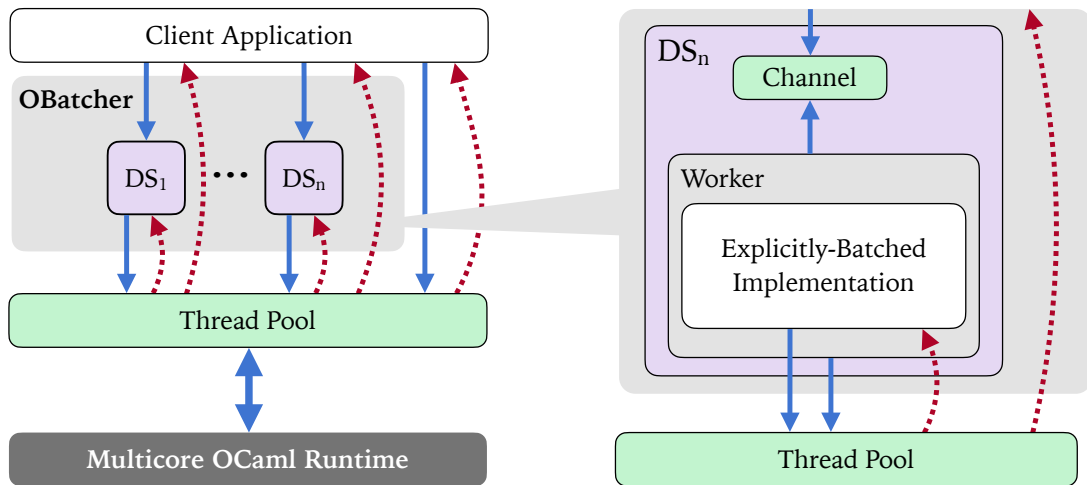 Client Application
OBatcher
DS₁
...
DSₙ
Thread Pool
Multicore OCaml Runtime
DSₙ
Channel
Worker
Explicitly-Batched
Implementation
Thread Pool